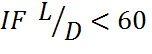 IF L/D < 60